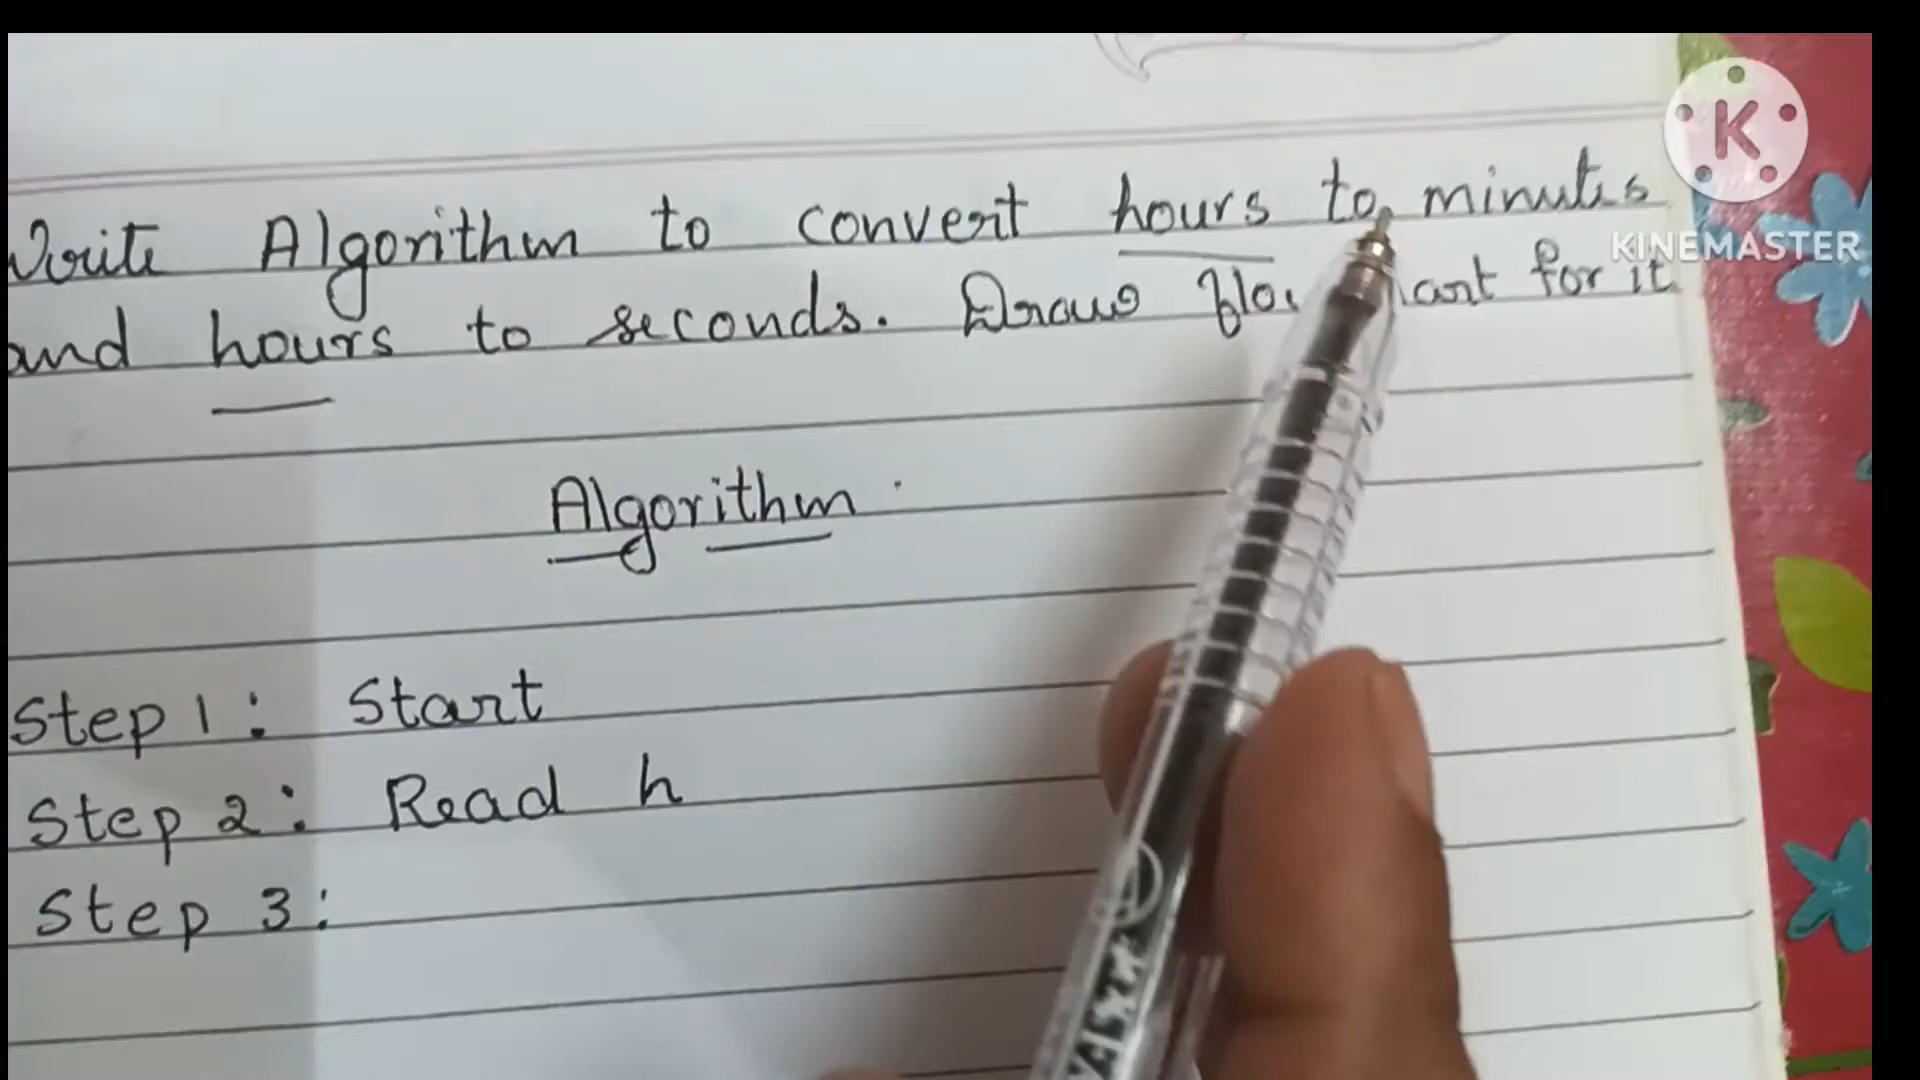 Write Algorithm to convert hours to minutes
and hours to seconds. Draw for it
Algorithm
Step 1: Start
Step 2: Read h
Step 3:
K
KINEMASTER